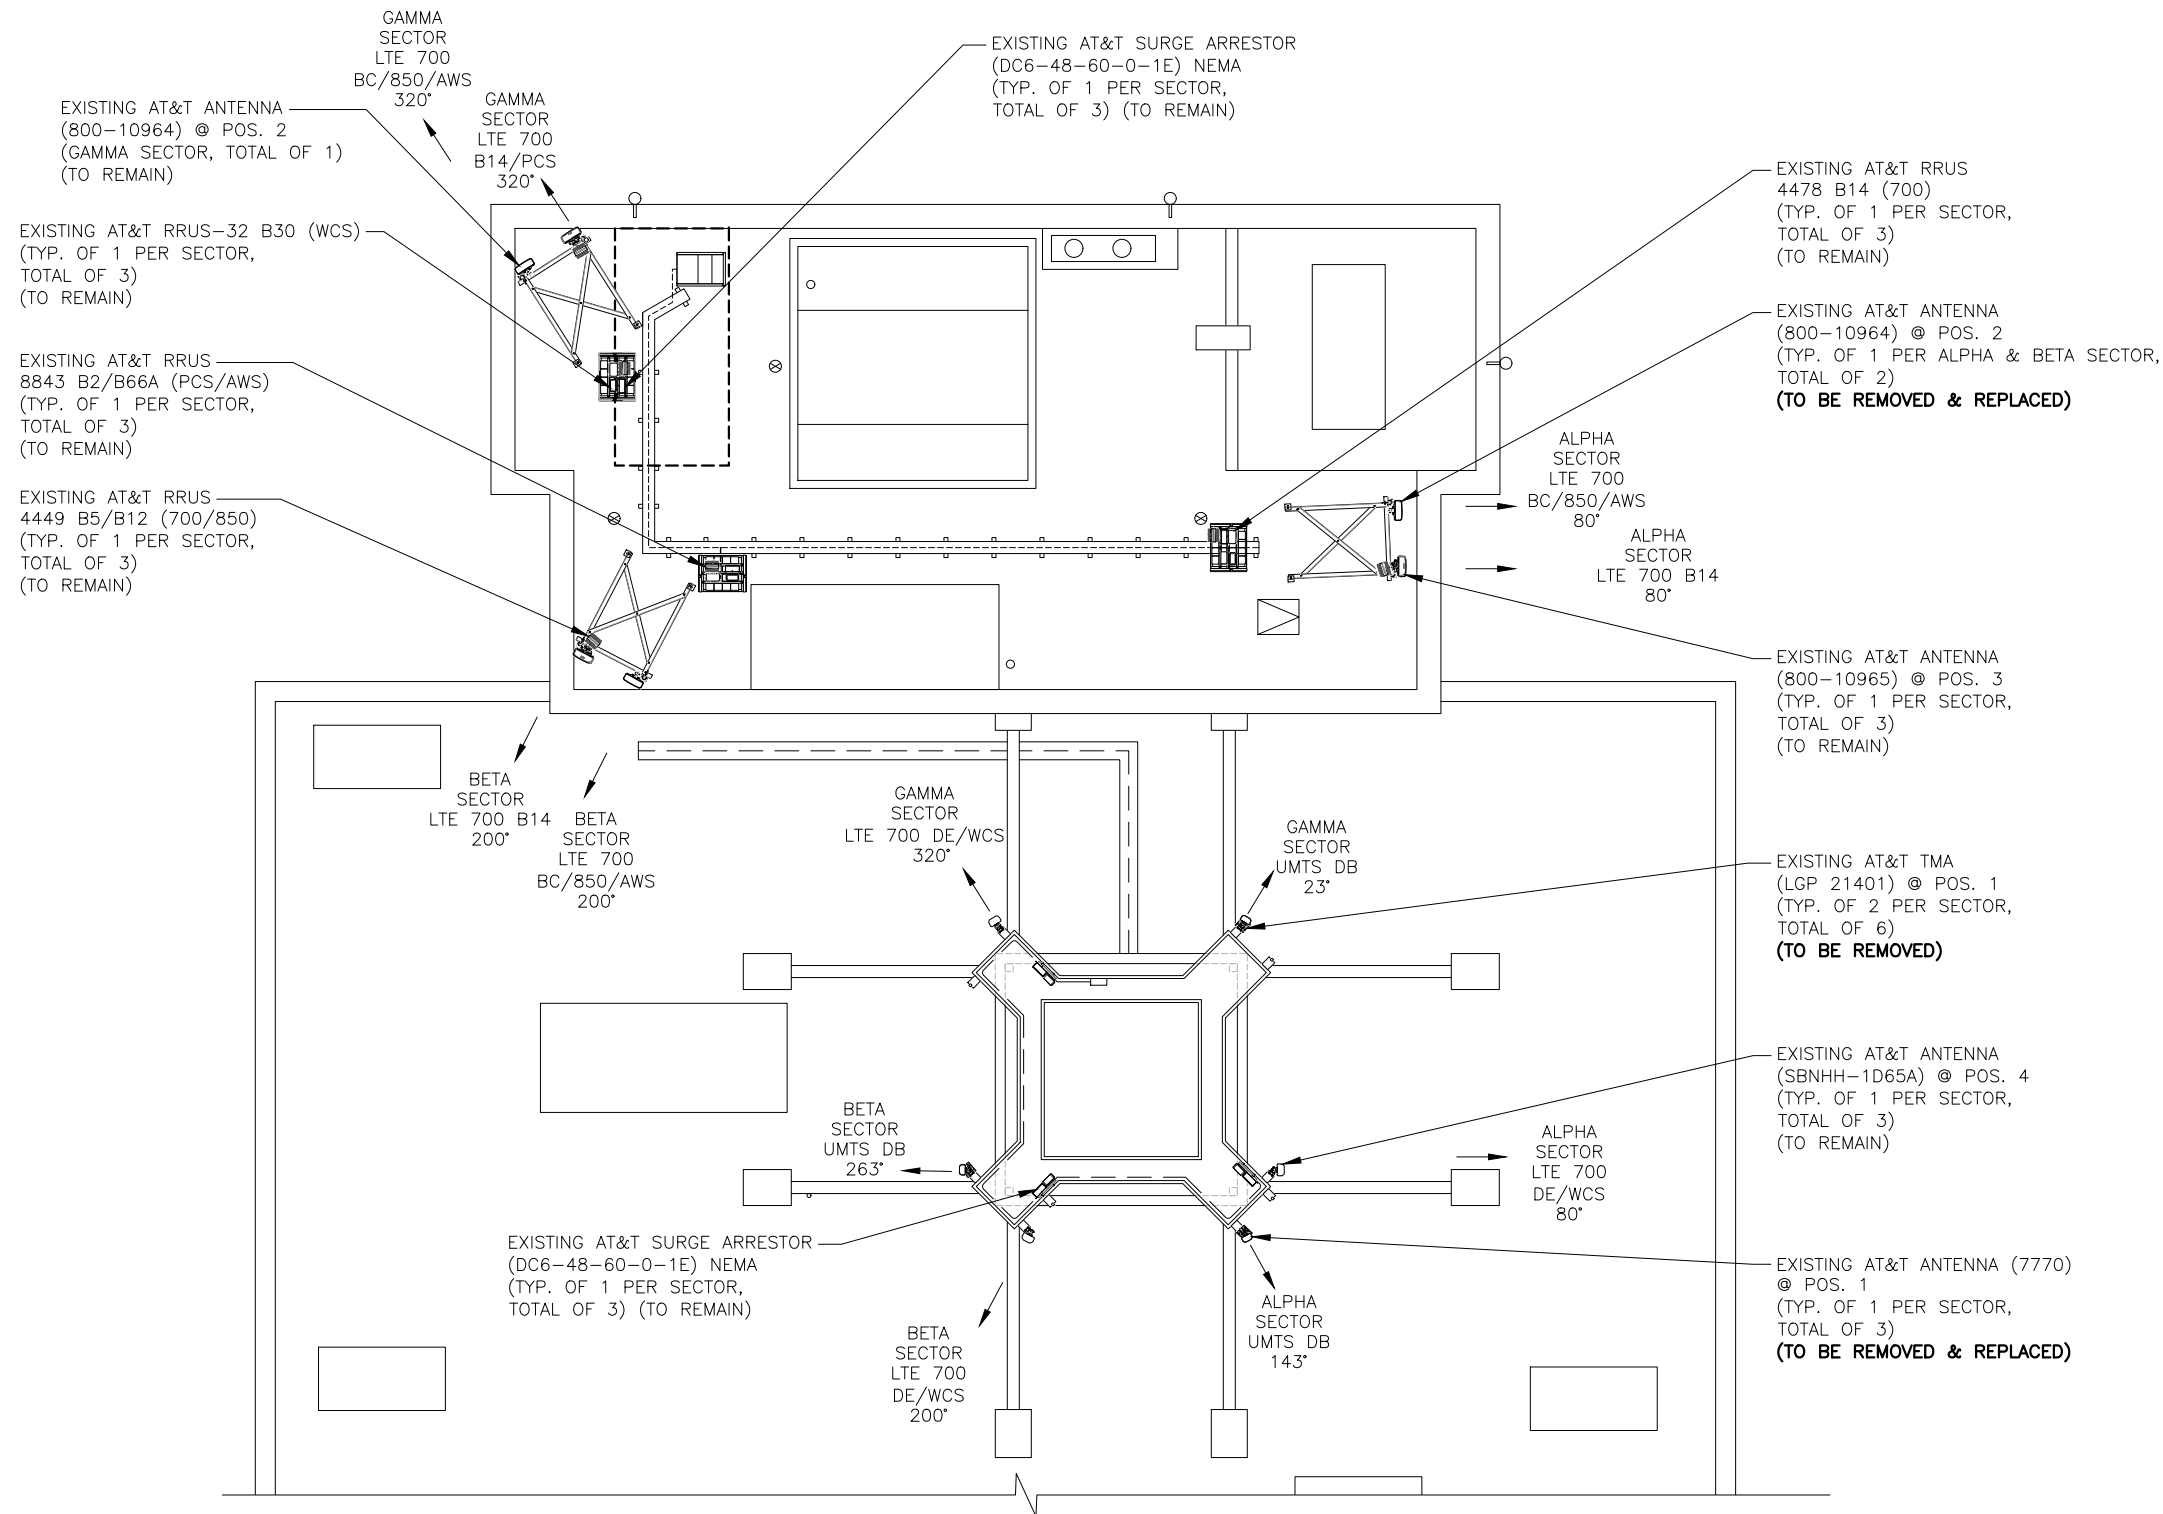 GAMMA
SECTOR
LTE 700
BC/850/AWS
320°
GAMMA
SECTOR
LTE 700
B14/PCS
320°
EXISTING AT&T SURGE ARRESTOR
(DC6-48-60-0-1E) NEMA
(TYP. OF 1 PER SECTOR,
TOTAL OF 3) (TO REMAIN)
EXISTING AT&T ANTENNA
(800-10964) @ POS. 2
(GAMMA SECTOR, TOTAL OF 1)
(TO REMAIN)
EXISTING AT&T RRUS-32 B30 (WCS)
(TYP. OF 1 PER SECTOR,
TOTAL OF 3)
(TO REMAIN)
EXISTING AT&T RRUS
8843 B2/B66A (PCS/AWS)
(TYP. OF 1 PER SECTOR,
TOTAL OF 3)
(TO REMAIN)
EXISTING AT&T RRUS
4449 B5/B12 (700/850)
(TYP. OF 1 PER SECTOR,
TOTAL OF 3)
(TO REMAIN)
EXISTING AT&T RRUS
4478 B14 (700)
(TYP. OF 1 PER SECTOR,
TOTAL OF 3)
(TO REMAIN)
EXISTING AT&T ANTENNA
(800-10964) @ POS. 2
(TYP. OF 1 PER ALPHA & BETA SECTOR,
TOTAL OF 2)
(TO BE REMOVED & REPLACED)
ALPHA
SECTOR
LTE 700
BC/850/AWS
80°
ALPHA
SECTOR
LTE 700 B14
80°
EXISTING AT&T ANTENNA
(800-10965) @ POS. 3
(TYP. OF 1 PER SECTOR,
TOTAL OF 3)
(TO REMAIN)
BETA
SECTOR
LTE 700 B14
200°
BETA
SECTOR
LTE 700
BC/850/AWS
200°
GAMMA
SECTOR
LTE 700 DE/WCS
320°
GAMMA
SECTOR
UMTS DB
23°
EXISTING AT&T TMA
(LGP 21401) @ POS. 1
(TYP. OF 2 PER SECTOR,
TOTAL OF 6)
(TO BE REMOVED)
EXISTING AT&T ANTENNA
(SBNHH-1D65A) @ POS. 4
(TYP. OF 1 PER SECTOR,
TOTAL OF 3)
(TO REMAIN)
BETA
SECTOR
UMTS DB
263°
ALPHA
SECTOR
LTE 700
DE/WCS
80°
EXISTING AT&T SURGE ARRESTOR
(DC6-48-60-0-1E) NEMA
(TYP. OF 1 PER SECTOR,
TOTAL OF 3) (TO REMAIN)
EXISTING AT&T ANTENNA (7770)
@ POS. 1
(TYP. OF 1 PER SECTOR,
TOTAL OF 3)
(TO BE REMOVED & REPLACED)
ALPHA
SECTOR
UMTS DB
143°
BETA
SECTOR
LTE 700
DE/WCS
200°